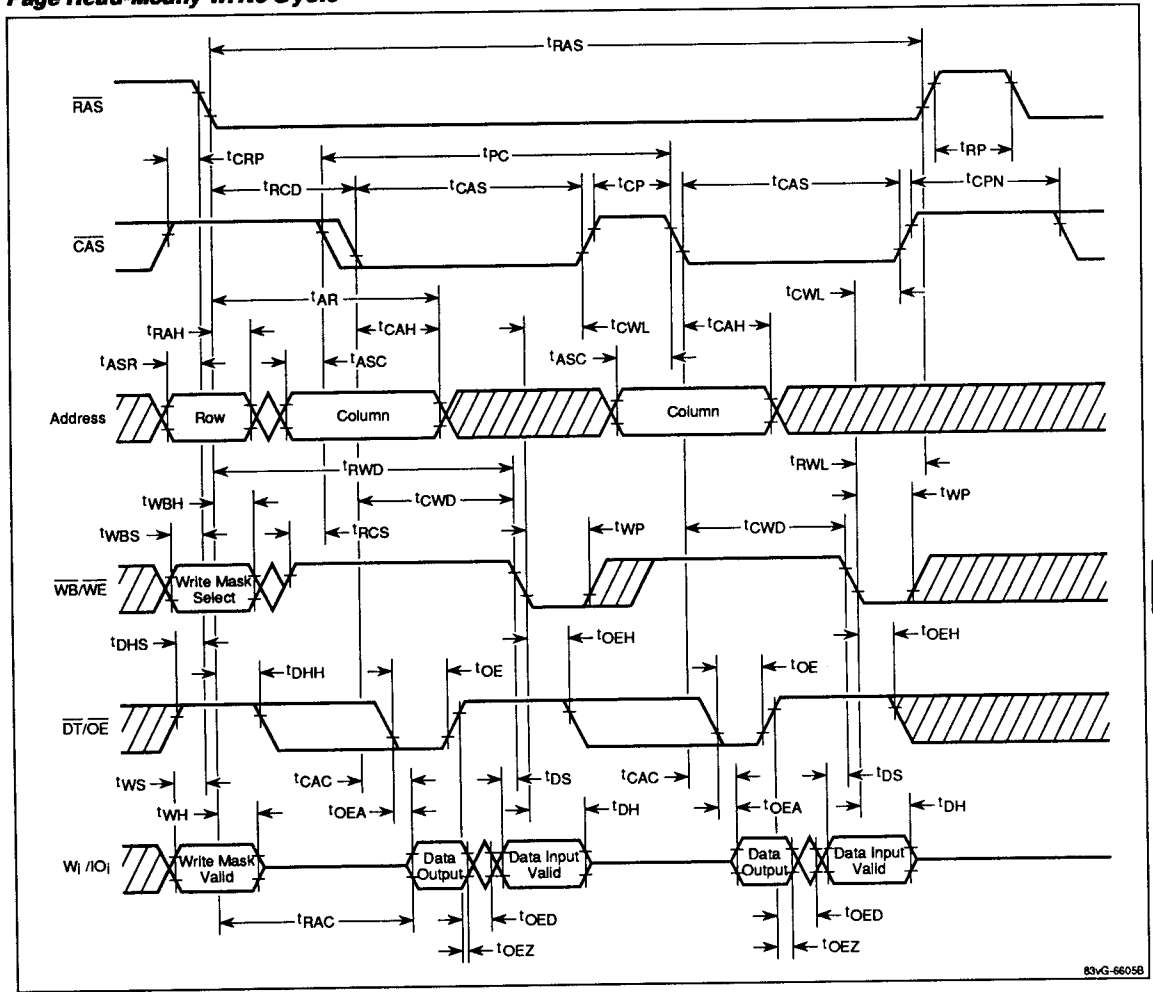 Page Read-Modify-Write Cycle
tRAS
RAS
tRP
tCRP
tPC
tRCD
tCAS
tCP
tCAS
tCPN
CAS
tAR
tCWL
tRAH
tCAH
tCWL
tCAH
tASR
tASC
tASC
Address
Row
Column
Column
tRWD
tRWL
tWBH
tCWD
tWP
tWBS
tRCS
tWP
tCWD
WB/WE
Write Mask
Select
tDHS
tOEH
tOEH
tDHH
tOE
tOE
DT/OE
tWS
tCAC
tDS
tCAC
tDS
tWH
tOEA
tDH
tOEA
tDH
Wi /IOi
Write Mask
Valid
Data
Output
Data Input
Valid
Data
Output
Data Input
Valid
tRAC
tOED
tOED
tOEZ
tOEZ
83vG-6605B